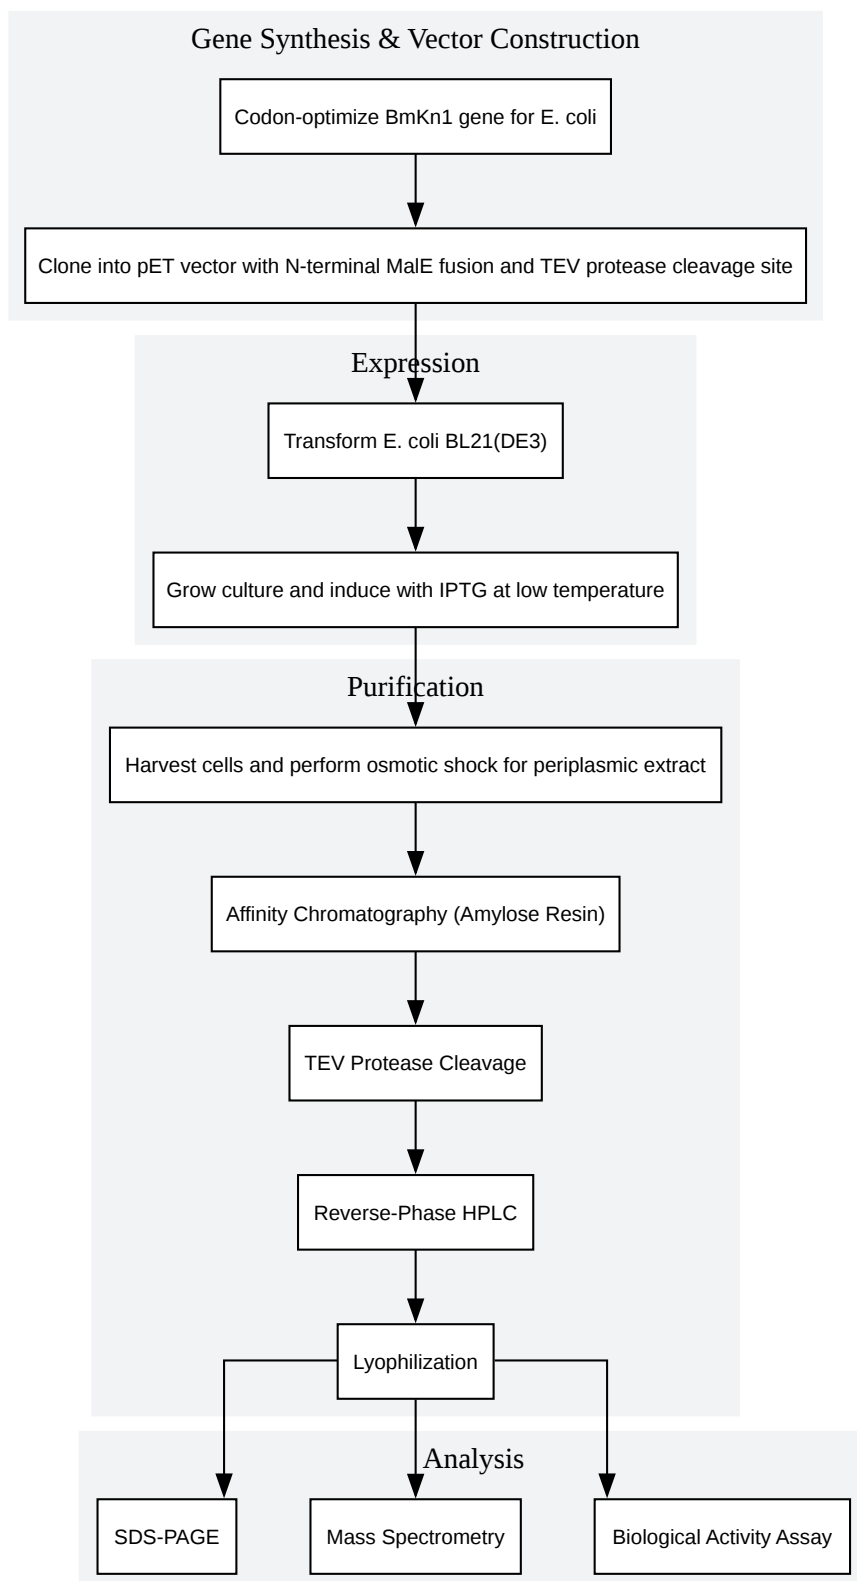 Gene Synthesis & Vector Construction
Codon-optimize BmKn1 gene for E. coli
Clone into pET vector with N-terminal MalE fusion and TEV protease cleavage site
Expression
Transform E. coli BL21(DE3)
Grow culture and induce with IPTG at low temperature
Purification
Harvest cells and perform osmotic shock for periplasmic extract
Affinity Chromatography (Amylose Resin)
TEV Protease Cleavage
Reverse-Phase HPLC
Lyophilization
Analysis
SDS-PAGE
Mass Spectrometry
Biological Activity Assay